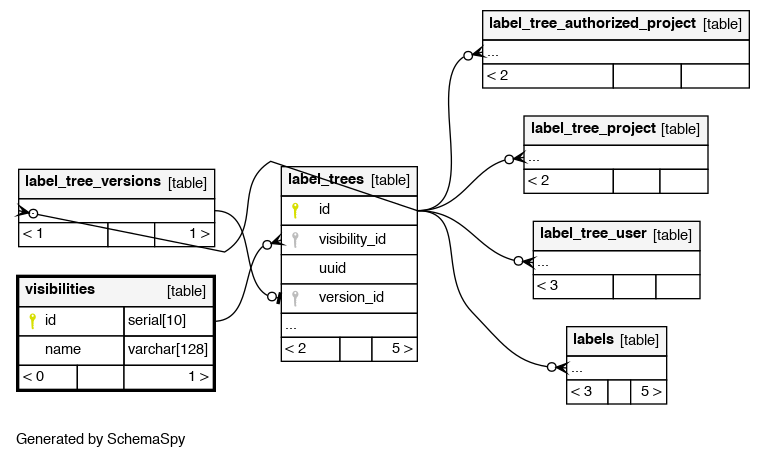 label_tree_authorized_project [table]
...
< 2
label_tree_project [table]
...
< 2
label_tree_versions [table]
< 1 1 >
label_trees [table]
id
visibility_id
uuid
version_id
...
< 2 5 >
label_tree_user [table]
...
< 3
visibilities [table]
id serial[10]
name varchar[128]
< 0 1 >
labels [table]
...
< 3 5 >
Generated by SchemaSpy